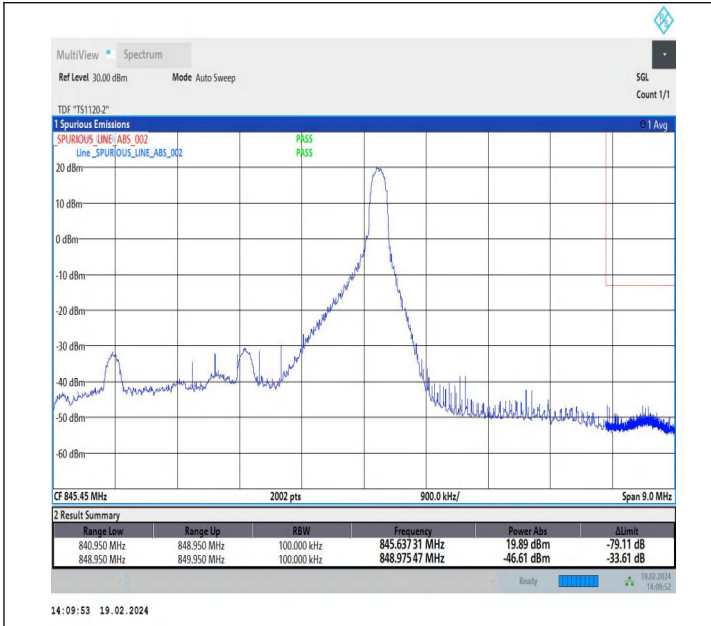 R S
MultiView Spectrum
Ref Level 30.00 dBm Mode Auto Sweep SGL
Count 1/1
TDF "TS1120-2"
1 Spurious Emissions 1 Avg
SPURIOUS_LINE_ABS_002 PASS
Line _SPURIOUS_LINE_ABS_002 PASS
20 dBm
10 dBm
0 dBm
-10 dBm
-20 dBm
-30 dBm
-40 dBm
-50 dBm
-60 dBm
CF 845.45 MHz 2002 pts 900.0 kHz/ Span 9.0 MHz
2 Result Summary
Range Low Range Up RBW Frequency Power Abs ΔLimit
840.950 MHz 848.950 MHz 100.000 kHz 845.637 31 MHz 19.89 dBm -79.11 dB
848.950 MHz 849.950 MHz 100.000 kHz 848.975 47 MHz -46.61 dBm -33.61 dB
Ready 19.02.2024
14:09:52
14:09:53 19.02.2024